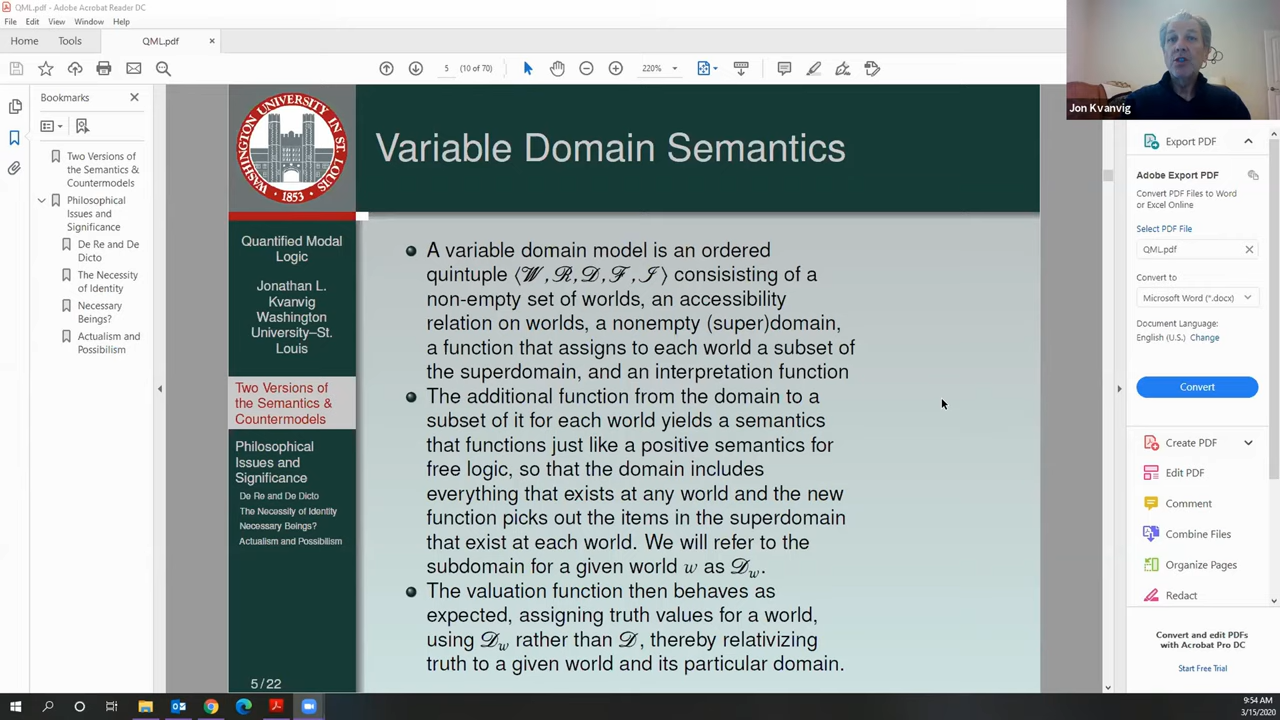 QML.pdf - Adobe Acrobat Reader DC
File Edit View Window Help
Home Tools QML.pdf ×
5 (10 of 70) 220%
Jon Kvanvig
Bookmarks
Two Versions of
the Semantics &
Countermodels
Philosophical
Issues and
Significance
De Re and De
Dicto
The Necessity
of Identity
Necessary
Beings?
Actualism and
Possibilism
WASHINGTON UNIVERSITY IN ST. LOUIS
1853
Variable Domain Semantics
Quantified Modal
Logic
Jonathan L.
Kvanvig
Washington
University–St.
Louis
Two Versions of
the Semantics &
Countermodels
Philosophical
Issues and
Significance
De Re and De Dicto
The Necessity of Identity
Necessary Beings?
Actualism and Possibilism
5 / 22
A variable domain model is an ordered
quintuple ⟨𝒲, ℛ, 𝒟, ℱ, ℐ⟩ consisisting of a
non-empty set of worlds, an accessibility
relation on worlds, a nonempty (super)domain,
a function that assigns to each world a subset of
the superdomain, and an interpretation function
The additional function from the domain to a
subset of it for each world yields a semantics
that functions just like a positive semantics for
free logic, so that the domain includes
everything that exists at any world and the new
function picks out the items in the superdomain
that exist at each world. We will refer to the
subdomain for a given world w as 𝒟w.
The valuation function then behaves as
expected, assigning truth values for a world,
using 𝒟w rather than 𝒟, thereby relativizing
truth to a given world and its particular domain.
Export PDF
Adobe Export PDF
Convert PDF Files to Word
or Excel Online
Select PDF File
QML.pdf
Convert to
Microsoft Word (*.docx)
Document Language:
English (U.S.) Change
Convert
Create PDF
Edit PDF
Comment
Combine Files
Organize Pages
Redact
Convert and edit PDFs
with Acrobat Pro DC
Start Free Trial
9:54 AM
3/15/2020